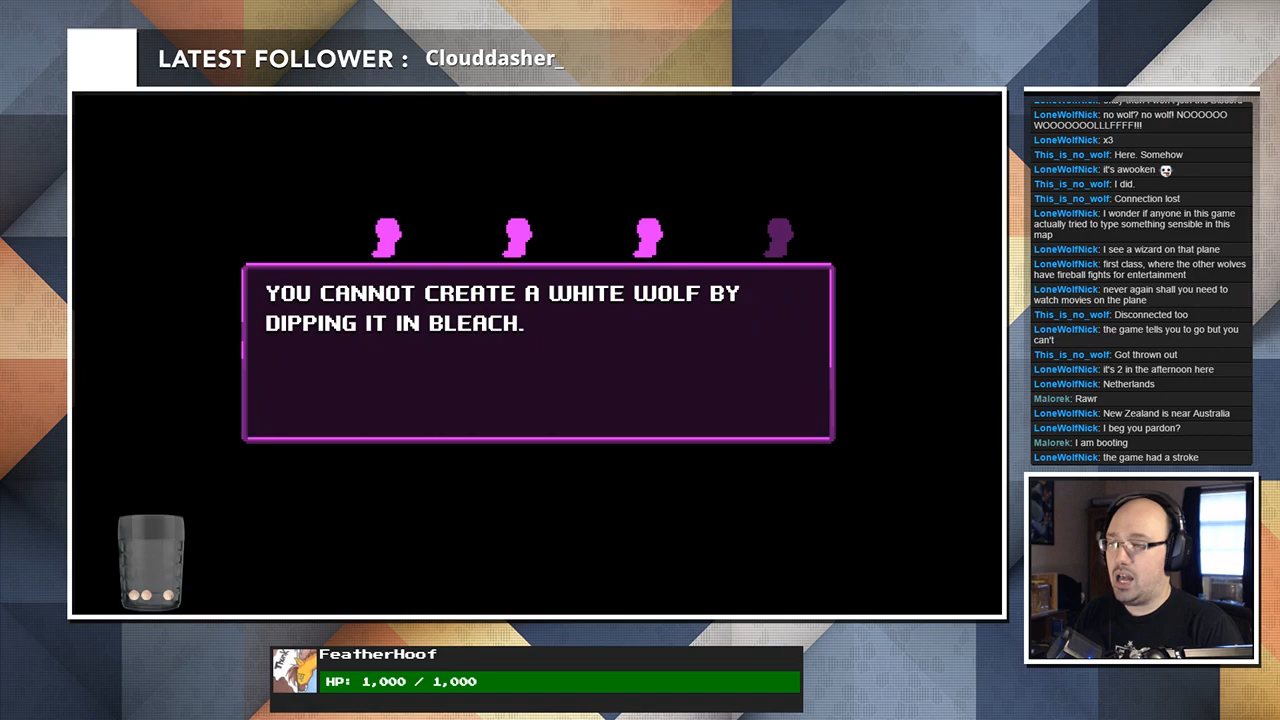 LATEST FOLLOWER : Clouddasher_
YOU CANNOT CREATE A WHITE WOLF BY
DIPPING IT IN BLEACH.
LoneWolfNick: no wolf? no wolf! NOOOOOO
WOOOOOOOLLLFFFF!!!
LoneWolfNick: x3
This_is_no_wolf: Here. Somehow
LoneWolfNick: it's awooken
This_is_no_wolf: I did.
This_is_no_wolf: Connection lost
LoneWolfNick: I wonder if anyone in this game
actually tried to type something sensible in this
map
LoneWolfNick: I see a wizard on that plane
LoneWolfNick: first class, where the other wolves
have fireball fights for entertainment
LoneWolfNick: never again shall you need to
watch movies on the plane
This_is_no_wolf: Disconnected too
LoneWolfNick: the game tells you to go but you
can't
This_is_no_wolf: Got thrown out
LoneWolfNick: it's 2 in the afternoon here
LoneWolfNick: Netherlands
Malorek: Rawr
LoneWolfNick: New Zealand is near Australia
LoneWolfNick: I beg you pardon?
Malorek: I am booting
LoneWolfNick: the game had a stroke
FeatherHoof
HP: 1,000 / 1,000